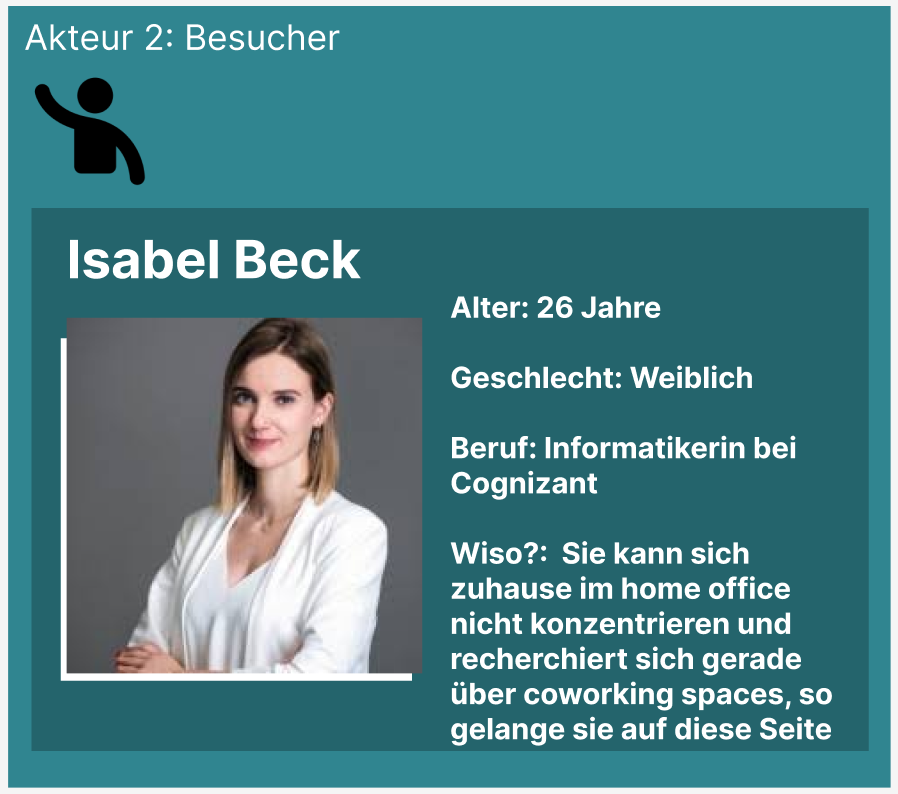 Akteur 2: Besucher
Isabel Beck
Alter: 26 Jahre
Geschlecht: Weiblich
Beruf: Informatikerin bei
Cognizant
Wiso?:  Sie kann sich
zuhause im home office
nicht konzentrieren und
recherchiert sich gerade
über coworking spaces, so
gelange sie auf diese Seite